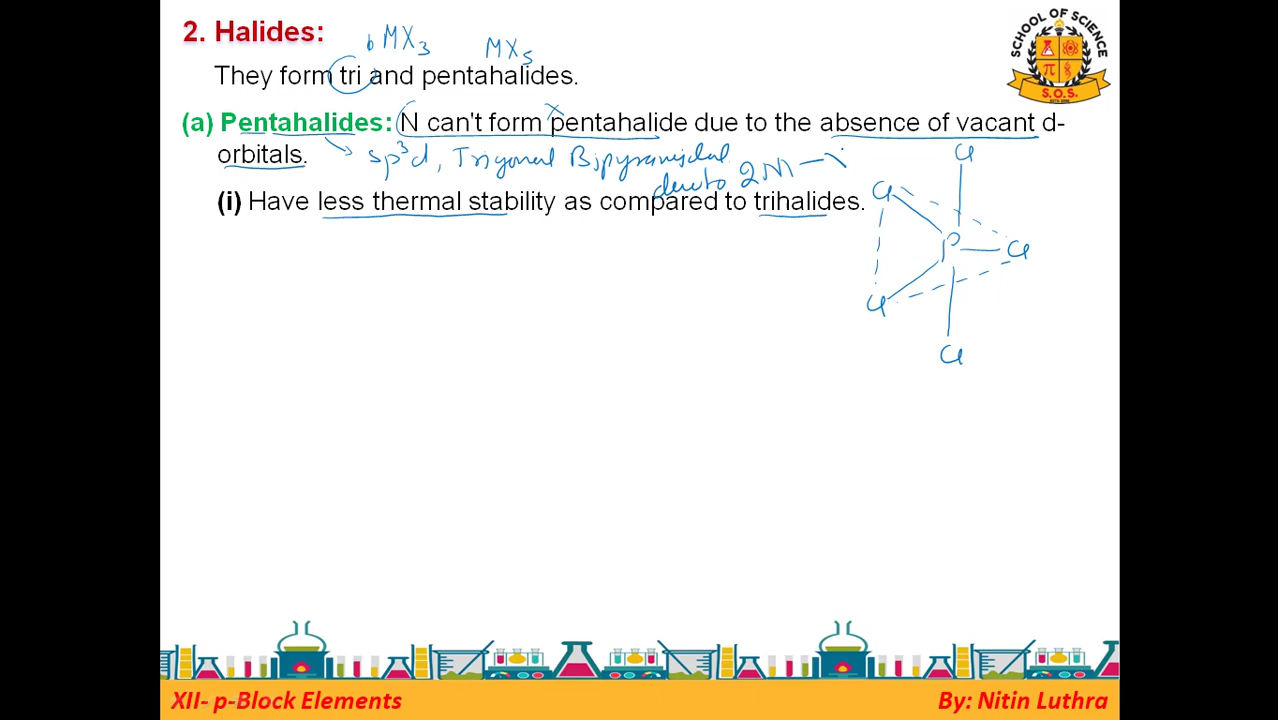 2. Halides:
MX3 MX5
They form tri and pentahalides.
(a) Pentahalides: N can't form pentahalide due to the absence of vacant d-
orbitals.
sp3d, Trigonal Bipyramidal
due to
(i) Have less thermal stability as compared to trihalides.
Cl
Cl
P
Cl
Cl
Cl
SCHOOL OF SCIENCE
S.O.S.
XII- p-Block Elements
By: Nitin Luthra